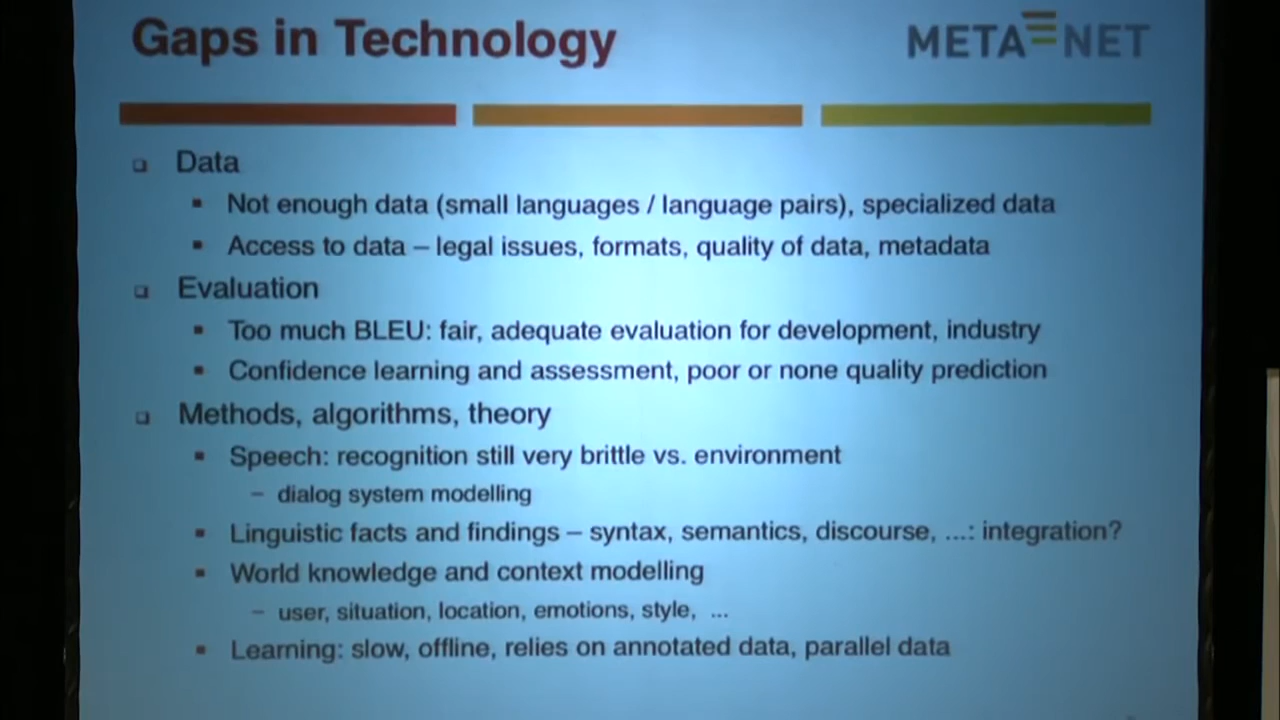 Gaps in Technology
META NET
❑ Data
▪ Not enough data (small languages / language pairs), specialized data
▪ Access to data – legal issues, formats, quality of data, metadata
❑ Evaluation
▪ Too much BLEU: fair, adequate evaluation for development, industry
▪ Confidence learning and assessment, poor or none quality prediction
❑ Methods, algorithms, theory
▪ Speech: recognition still very brittle vs. environment
– dialog system modelling
▪ Linguistic facts and findings – syntax, semantics, discourse, ...: integration?
▪ World knowledge and context modelling
– user, situation, location, emotions, style, ...
▪ Learning: slow, offline, relies on annotated data, parallel data